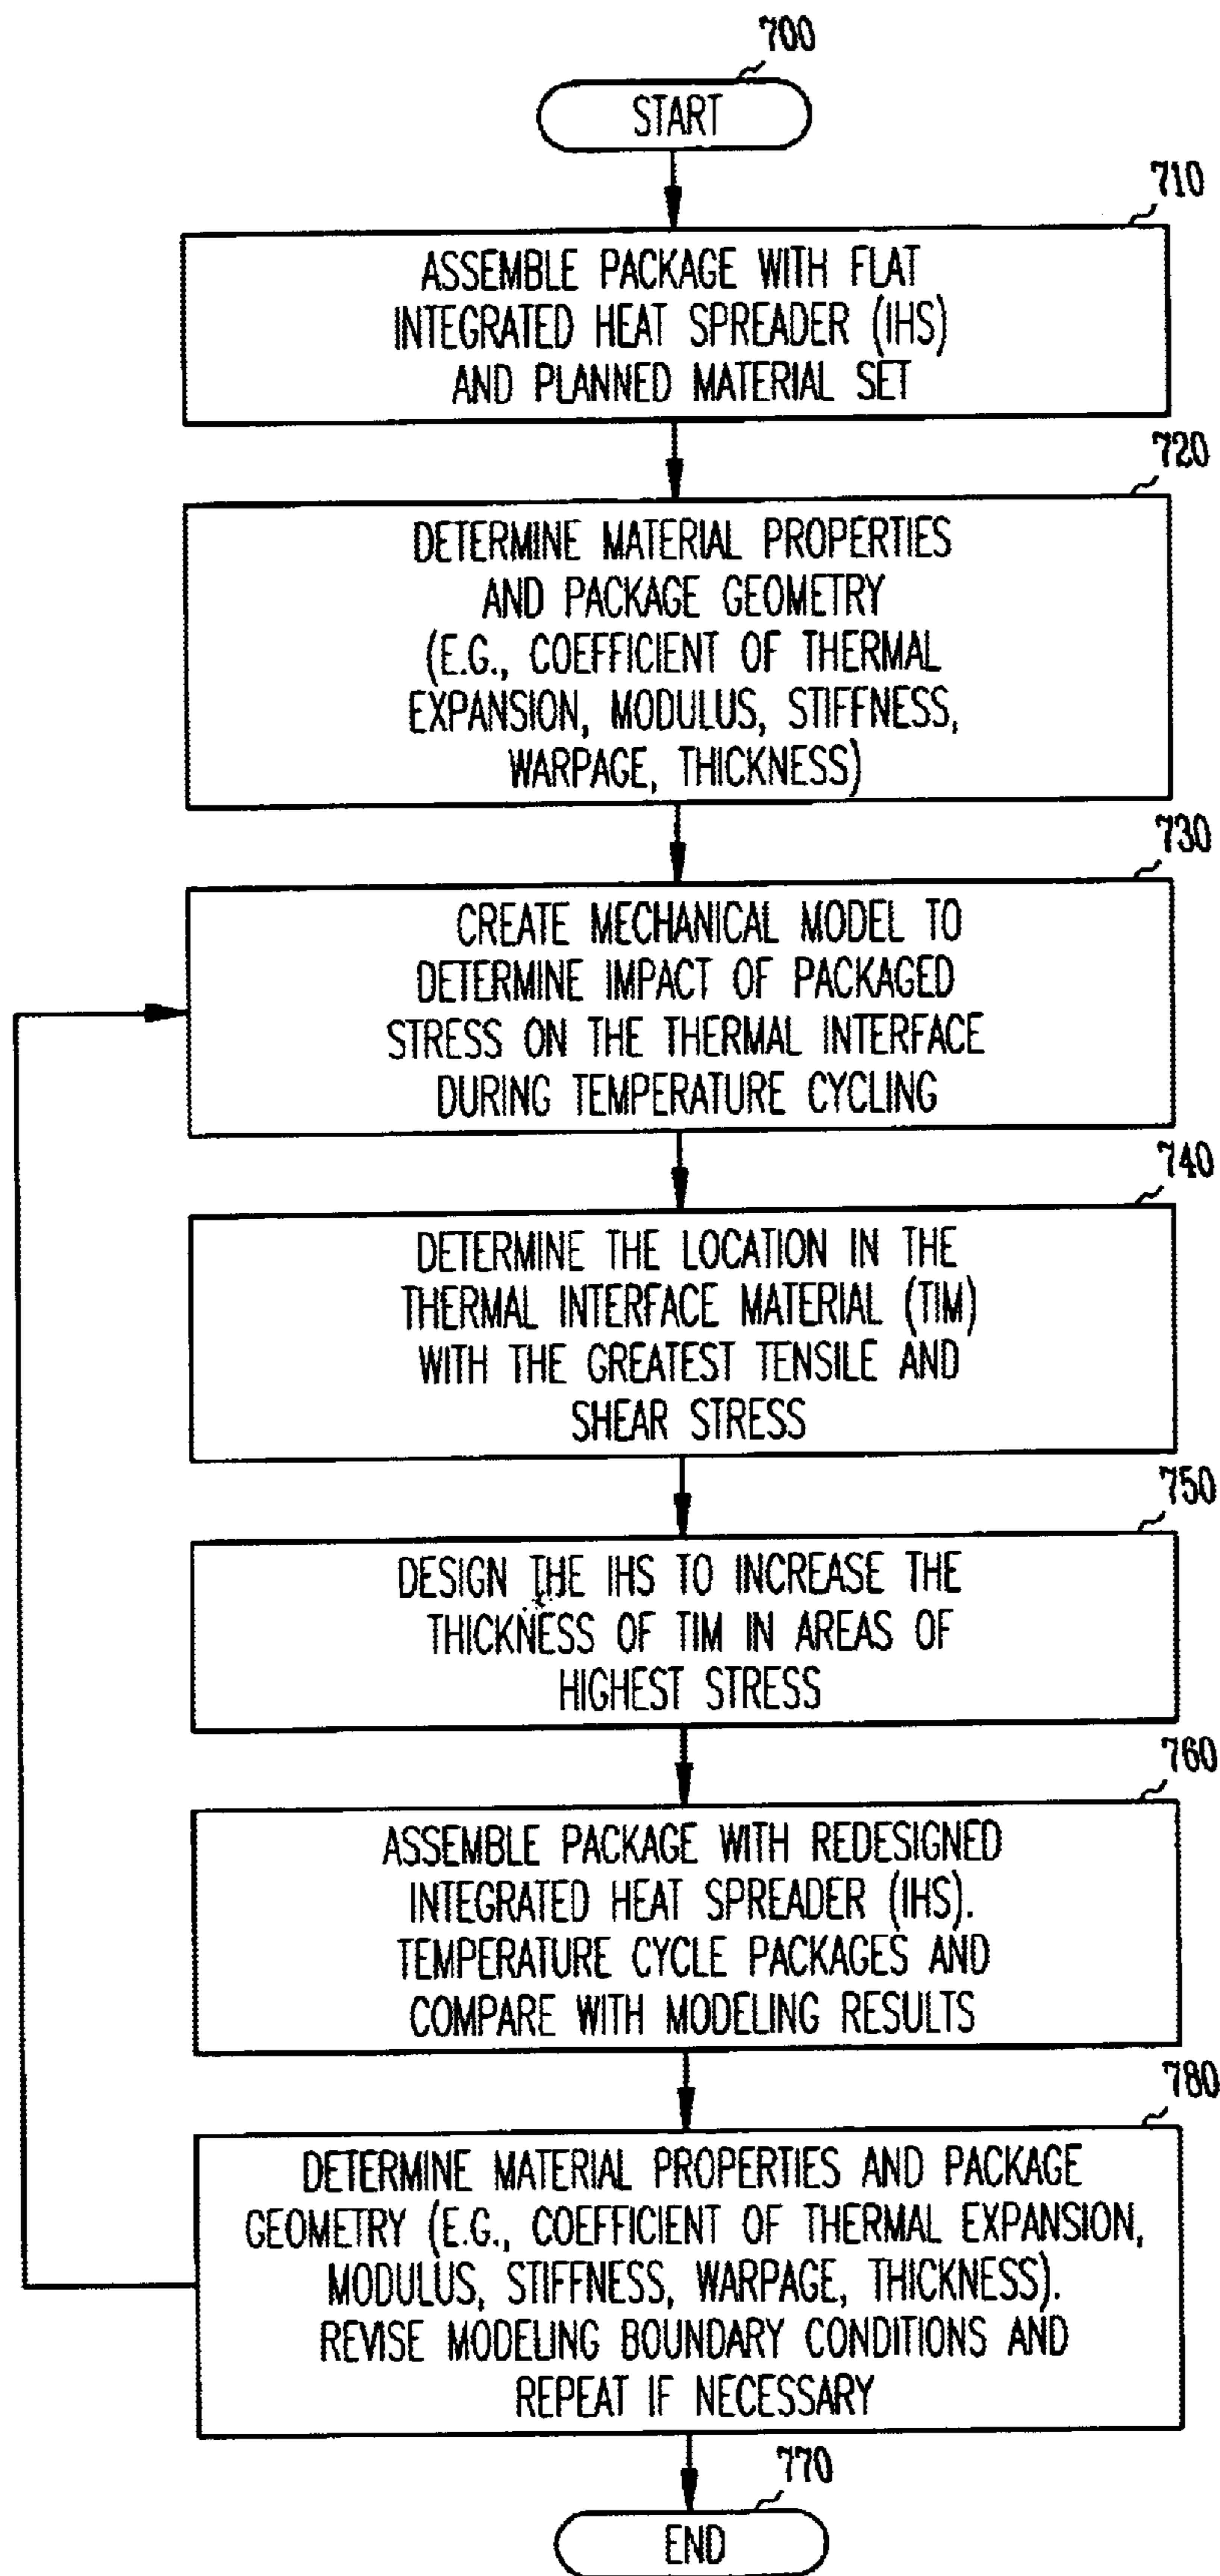 700
START
710
ASSEMBLE PACKAGE WITH FLAT
INTEGRATED HEAT SPREADER (IHS)
AND PLANNED MATERIAL SET
720
DETERMINE MATERIAL PROPERTIES
AND PACKAGE GEOMETRY
(E.G., COEFFICIENT OF THERMAL
EXPANSION, MODULUS, STIFFNESS,
WARPAGE, THICKNESS)
730
CREATE MECHANICAL MODEL TO
DETERMINE IMPACT OF PACKAGED
STRESS ON THE THERMAL INTERFACE
DURING TEMPERATURE CYCLING
740
DETERMINE THE LOCATION IN THE
THERMAL INTERFACE MATERIAL (TIM)
WITH THE GREATEST TENSILE AND
SHEAR STRESS
750
DESIGN THE IHS TO INCREASE THE
THICKNESS OF TIM IN AREAS OF
HIGHEST STRESS
760
ASSEMBLE PACKAGE WITH REDESIGNED
INTEGRATED HEAT SPREADER (IHS).
TEMPERATURE CYCLE PACKAGES AND
COMPARE WITH MODELING RESULTS
780
DETERMINE MATERIAL PROPERTIES AND PACKAGE
GEOMETRY (E.G., COEFFICIENT OF THERMAL EXPANSION,
MODULUS, STIFFNESS, WARPAGE, THICKNESS).
REVISE MODELING BOUNDARY CONDITIONS AND
REPEAT IF NECESSARY
770
END